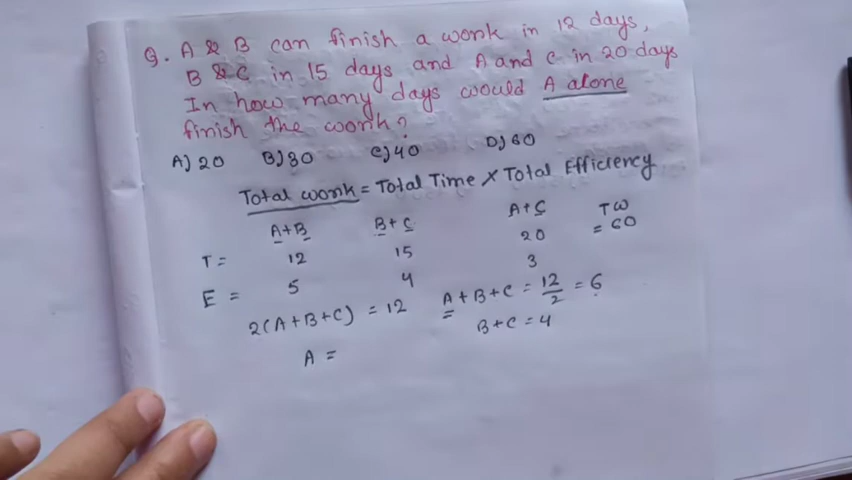 Q. A & B can finish a work in 12 days,
B & C in 15 days and A and C in 20 days
In how many days would A alone
finish the work?
A) 20 B) 30 C) 40 D) 60
Total work = Total Time × Total Efficiency
A+B B+C A+C TW
T = 12 15 20 = 60
E = 5 4 3
2(A+B+C) = 12 A+B+C = 12/2 = 6
B+C = 4
A =